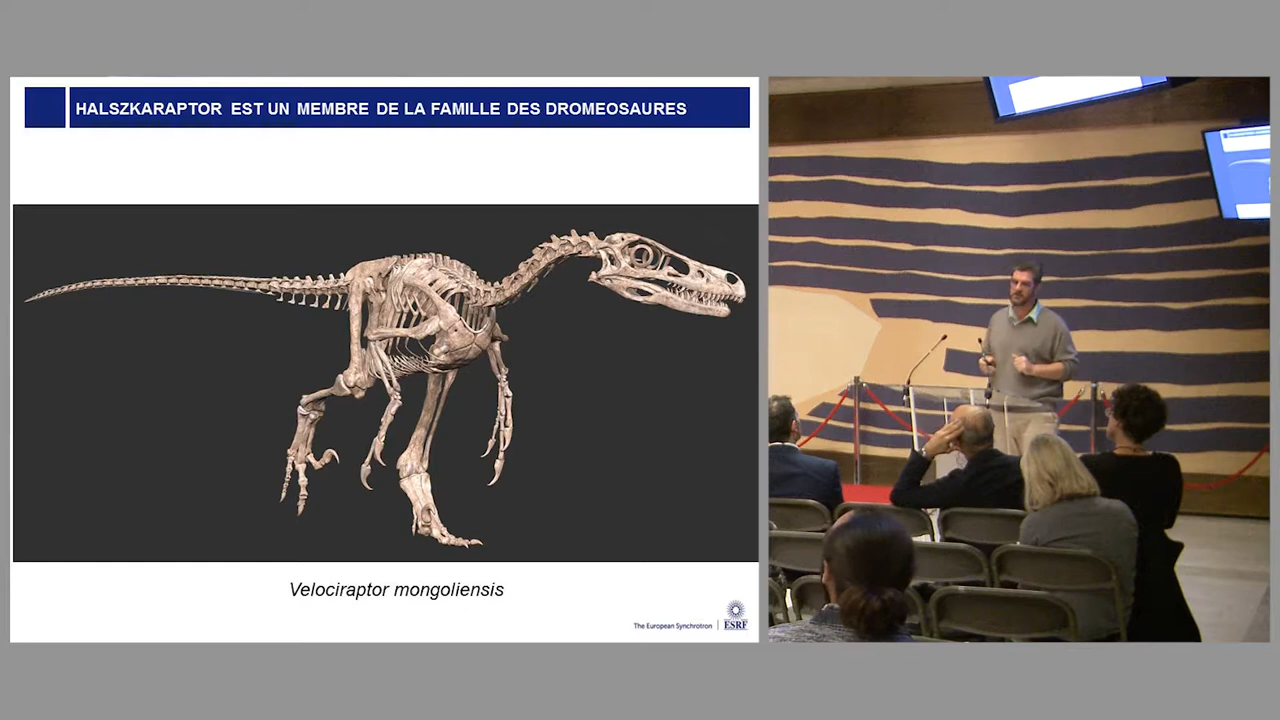 HALSZKARAPTOR EST UN MEMBRE DE LA FAMILLE DES DROMEOSAURES
Velociraptor mongoliensis
The European Synchrotron
ESRF